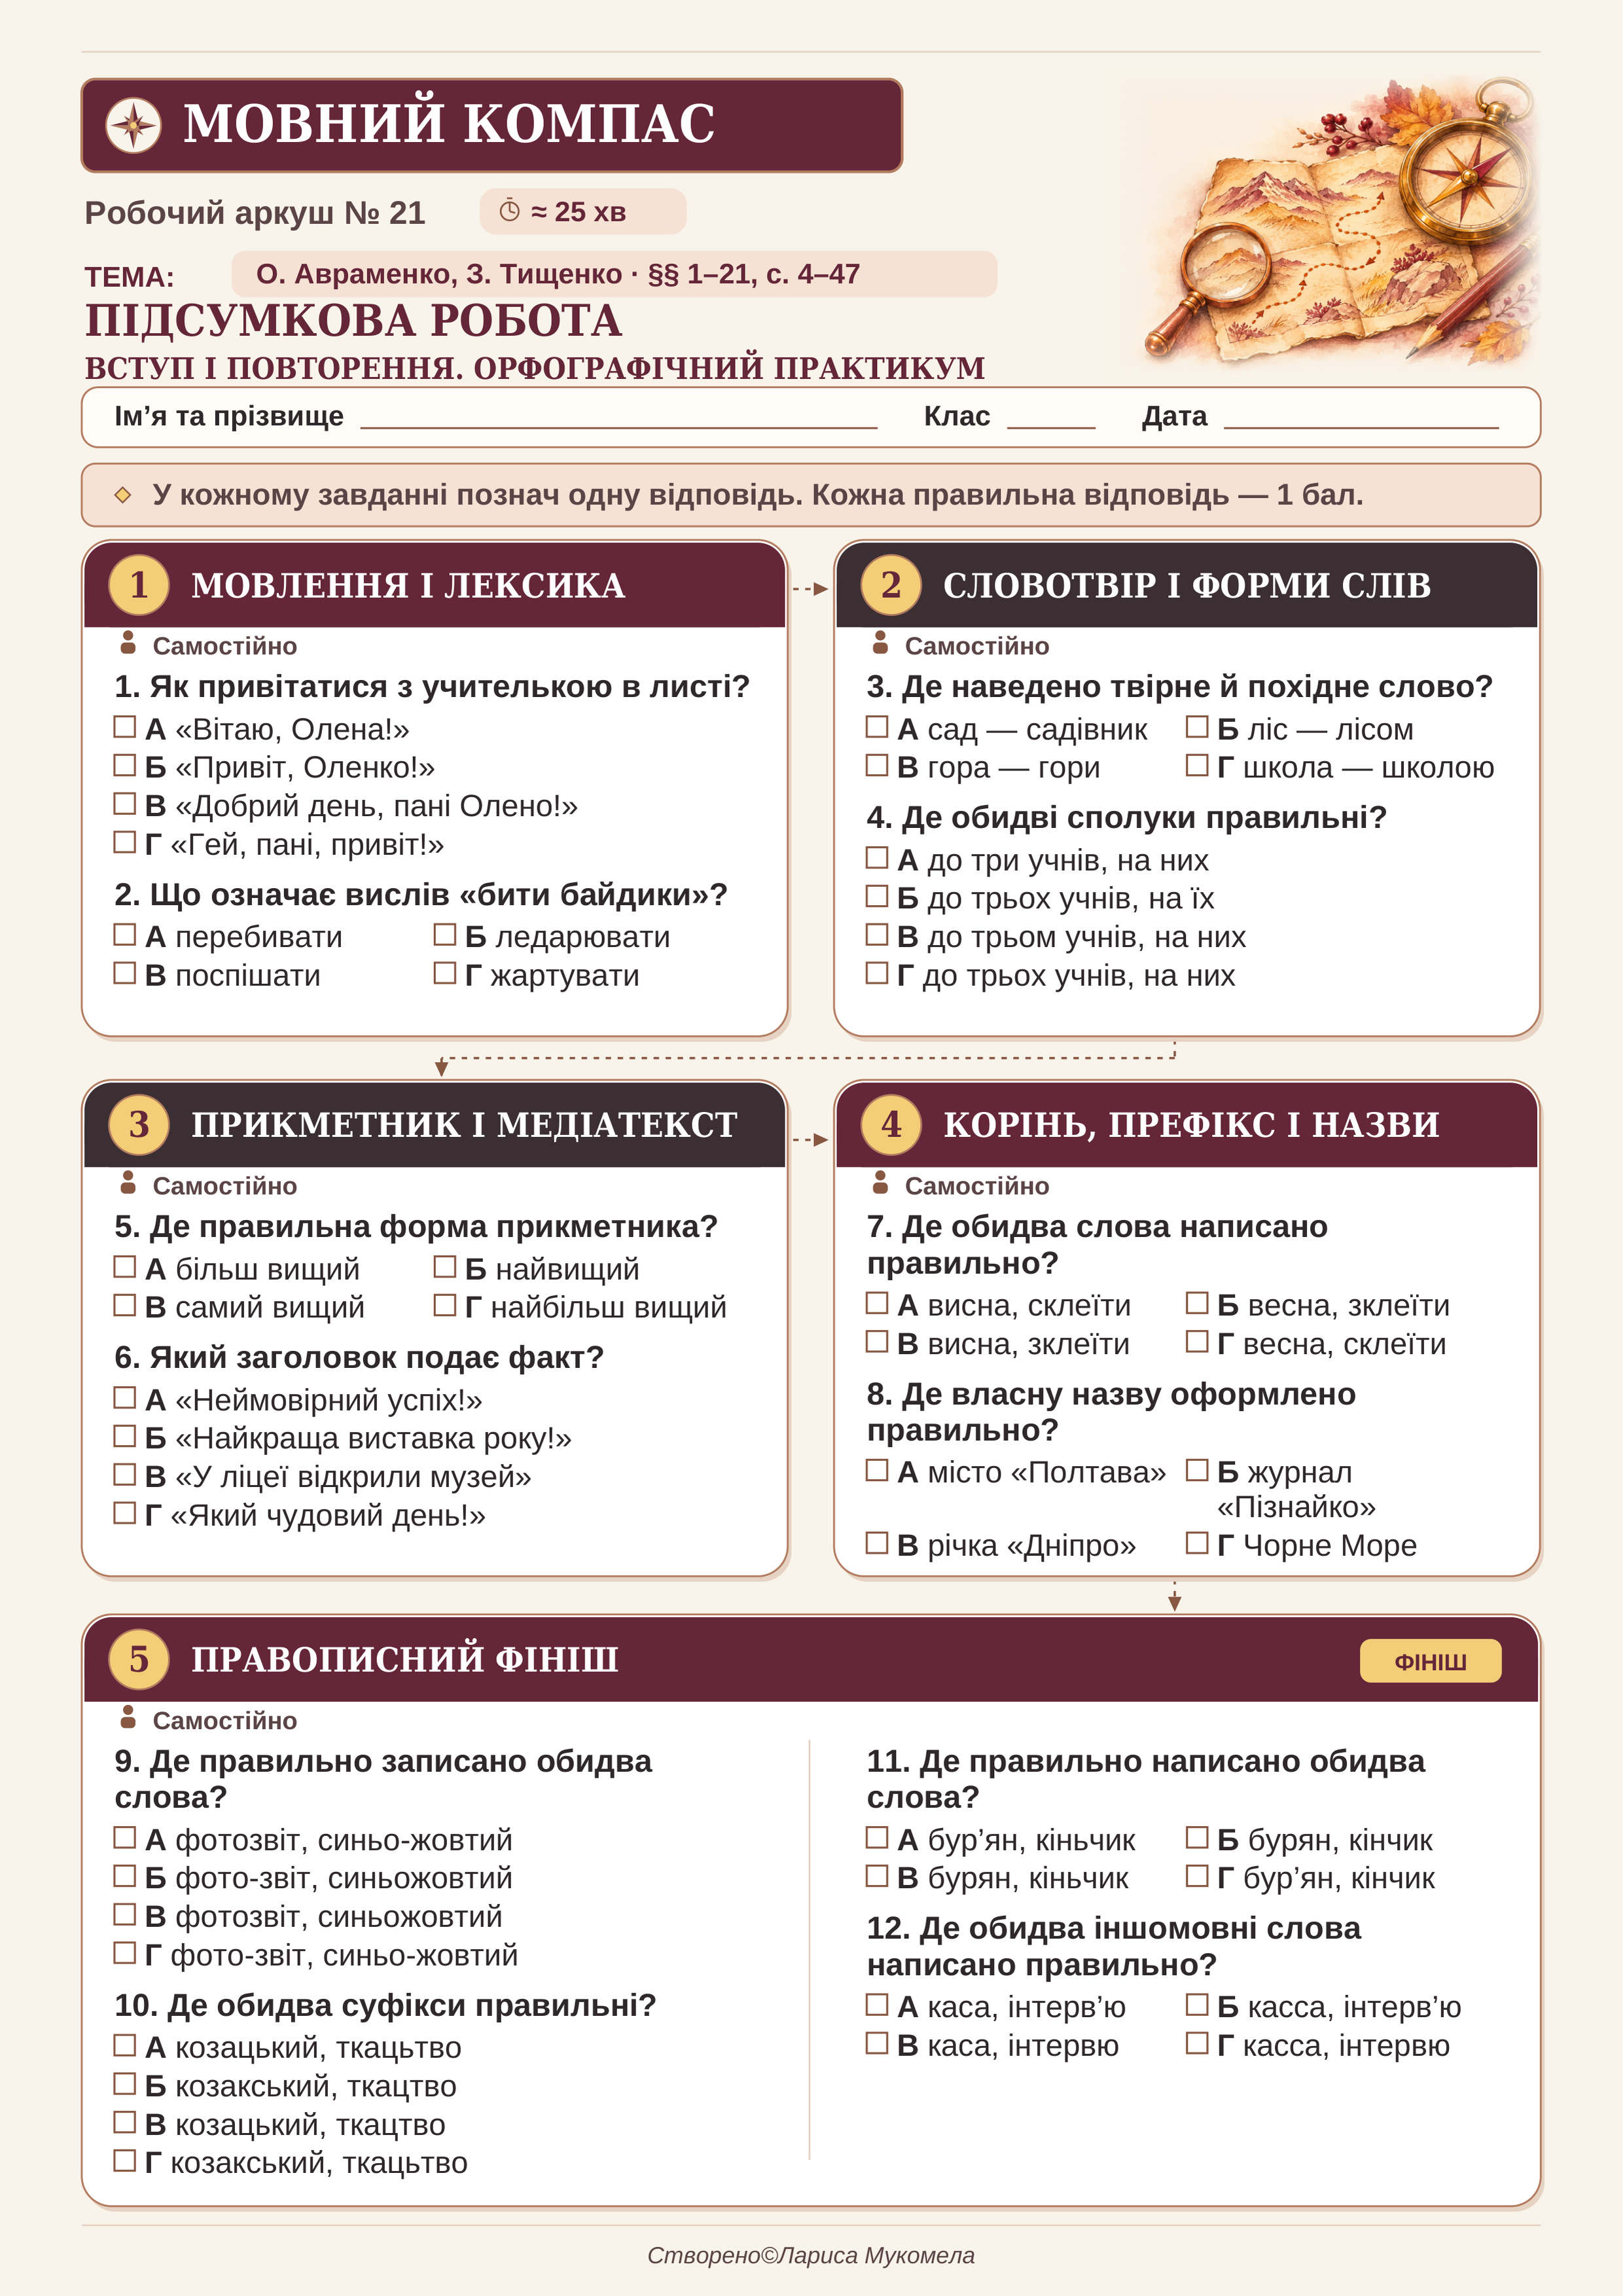 МОВНИЙ КОМПАС
Робочий аркуш № 21
≈ 25 хв
ТЕМА:
О. Авраменко, З. Тищенко · §§ 1–21, с. 4–47
ПІДСУМКОВА РОБОТА
ВСТУП І ПОВТОРЕННЯ. ОРФОГРАФІЧНИЙ ПРАКТИКУМ
Ім’я та прізвище Клас Дата
У кожному завданні познач одну відповідь. Кожна правильна відповідь — 1 бал.
1 МОВЛЕННЯ І ЛЕКСИКА
Самостійно
1. Як привітатися з учителькою в листі?
А «Вітаю, Олена!»
Б «Привіт, Оленко!»
В «Добрий день, пані Олено!»
Г «Гей, пані, привіт!»
2. Що означає вислів «бити байдики»?
А перебивати
Б ледарювати
В поспішати
Г жартувати
2 СЛОВОТВІР І ФОРМИ СЛІВ
Самостійно
3. Де наведено твірне й похідне слово?
А сад — садівник
Б ліс — лісом
В гора — гори
Г школа — школою
4. Де обидві сполуки правильні?
А до три учнів, на них
Б до трьох учнів, на їх
В до трьом учнів, на них
Г до трьох учнів, на них
3 ПРИКМЕТНИК І МЕДІАТЕКСТ
Самостійно
5. Де правильна форма прикметника?
А більш вищий
Б найвищий
В самий вищий
Г найбільш вищий
6. Який заголовок подає факт?
А «Неймовірний успіх!»
Б «Найкраща виставка року!»
В «У ліцеї відкрили музей»
Г «Який чудовий день!»
4 КОРІНЬ, ПРЕФІКС І НАЗВИ
Самостійно
7. Де обидва слова написано
правильно?
А висна, склеїти
Б весна, зклеїти
В висна, зклеїти
Г весна, склеїти
8. Де власну назву оформлено
правильно?
А місто «Полтава»
Б журнал
«Пізнайко»
В річка «Дніпро»
Г Чорне Море
5 ПРАВОПИСНИЙ ФІНІШ
ФІНІШ
Самостійно
9. Де правильно записано обидва
слова?
А фотозвіт, синьо-жовтий
Б фото-звіт, синьожовтий
В фотозвіт, синьожовтий
Г фото-звіт, синьо-жовтий
10. Де обидва суфікси правильні?
А козацький, ткацьтво
Б козакський, ткацтво
В козацький, ткацтво
Г козакський, ткацьтво
11. Де правильно написано обидва
слова?
А бур’ян, кіньчик
Б бурян, кінчик
В бурян, кіньчик
Г бур’ян, кінчик
12. Де обидва іншомовні слова
написано правильно?
А каса, інтерв’ю
Б касса, інтерв’ю
В каса, інтервю
Г касса, інтервю
Створено©Лариса Мукомела